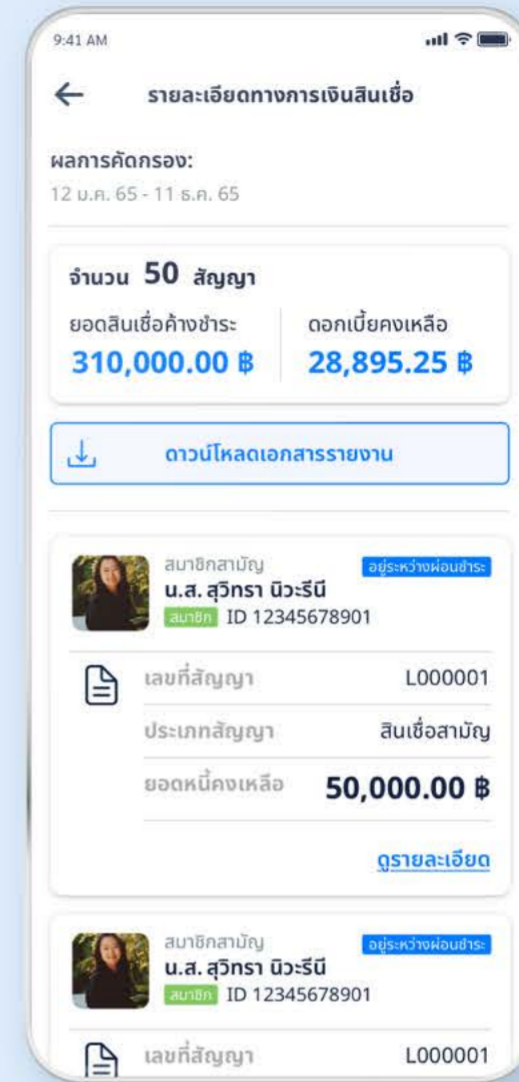 9:41 AM
รายละเอียดทางการเงินสินเชื่อ
ผลการคัดกรอง:
12 ม.ค. 65 - 11 ธ.ค. 65
จำนวน 50 สัญญา
ยอดสินเชื่อค้างชำระ ดอกเบี้ยคงเหลือ
310,000.00 ฿ 28,895.25 ฿
ดาวน์โหลดเอกสารรายงาน
สมาชิกสามัญ อยู่ระหว่างผ่อนชำระ
น.ส. สุวิทรา นิวะรีนี
สมาชิก ID 12345678901
เลขที่สัญญา L000001
ประเภทสัญญา สินเชื่อสามัญ
ยอดหนี้คงเหลือ 50,000.00 ฿
ดูรายละเอียด
สมาชิกสามัญ อยู่ระหว่างผ่อนชำระ
น.ส. สุวิทรา นิวะรีนี
สมาชิก ID 12345678901
เลขที่สัญญา L000001